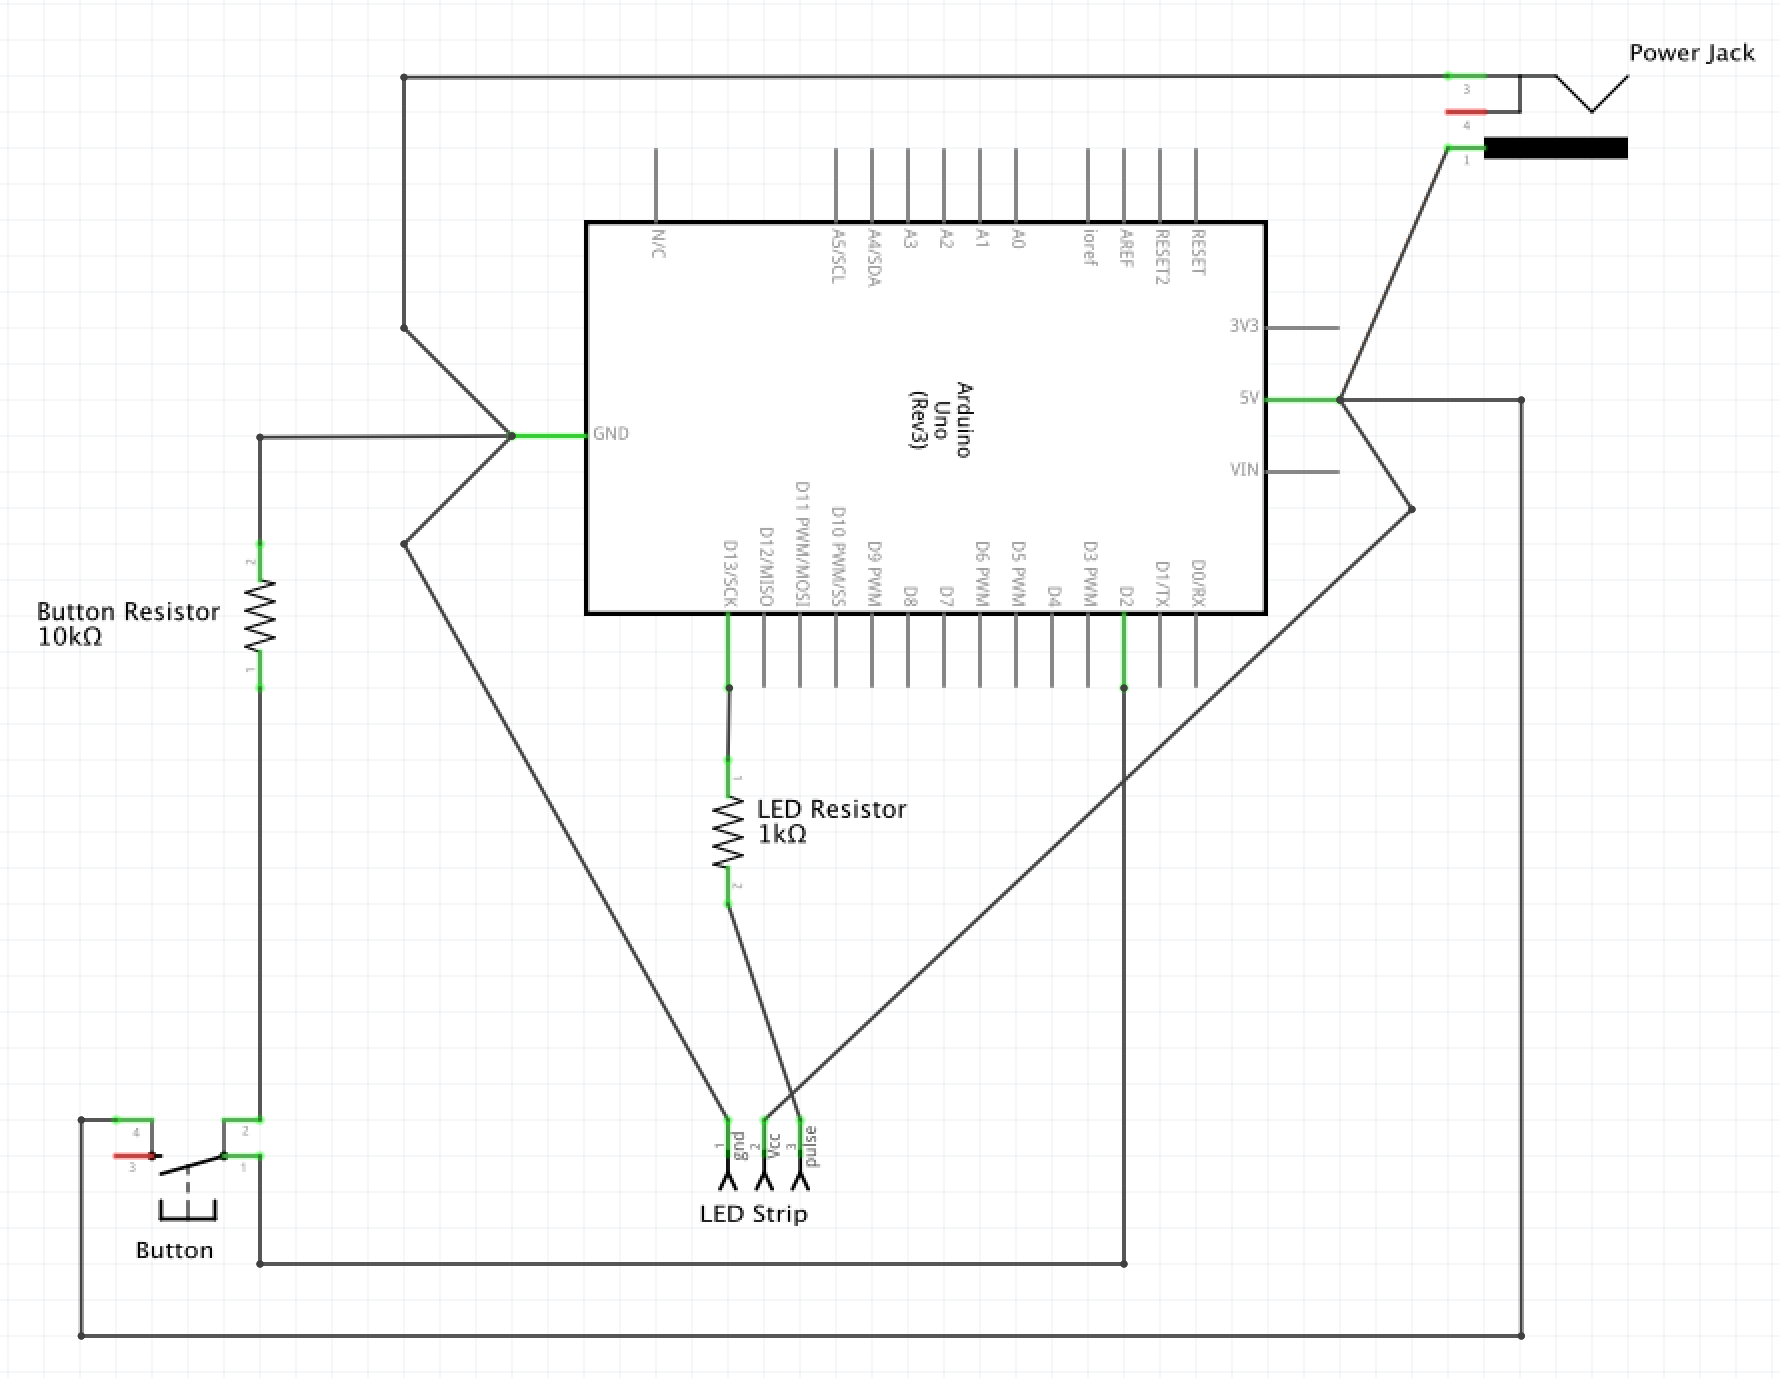 Power Jack
3
4
1
N/C
A5/SCL
A4/SDA
A3
A2
A1
A0
ioref
AREF
RESET2
RESET
3V3
5V
VIN
GND
Arduino
Uno
(Rev3)
D13/SCK
D12/MISO
D11 PWM/MOSI
D10 PWM/SS
D9 PWM
D8
D7
D6 PWM
D5 PWM
D4
D3 PWM
D2
D1/TX
D0/RX
2
Button Resistor
10kΩ
1
1
LED Resistor
1kΩ
2
4
3
2
1
Button
1
gnd
2
Vcc
3
pulse
LED Strip